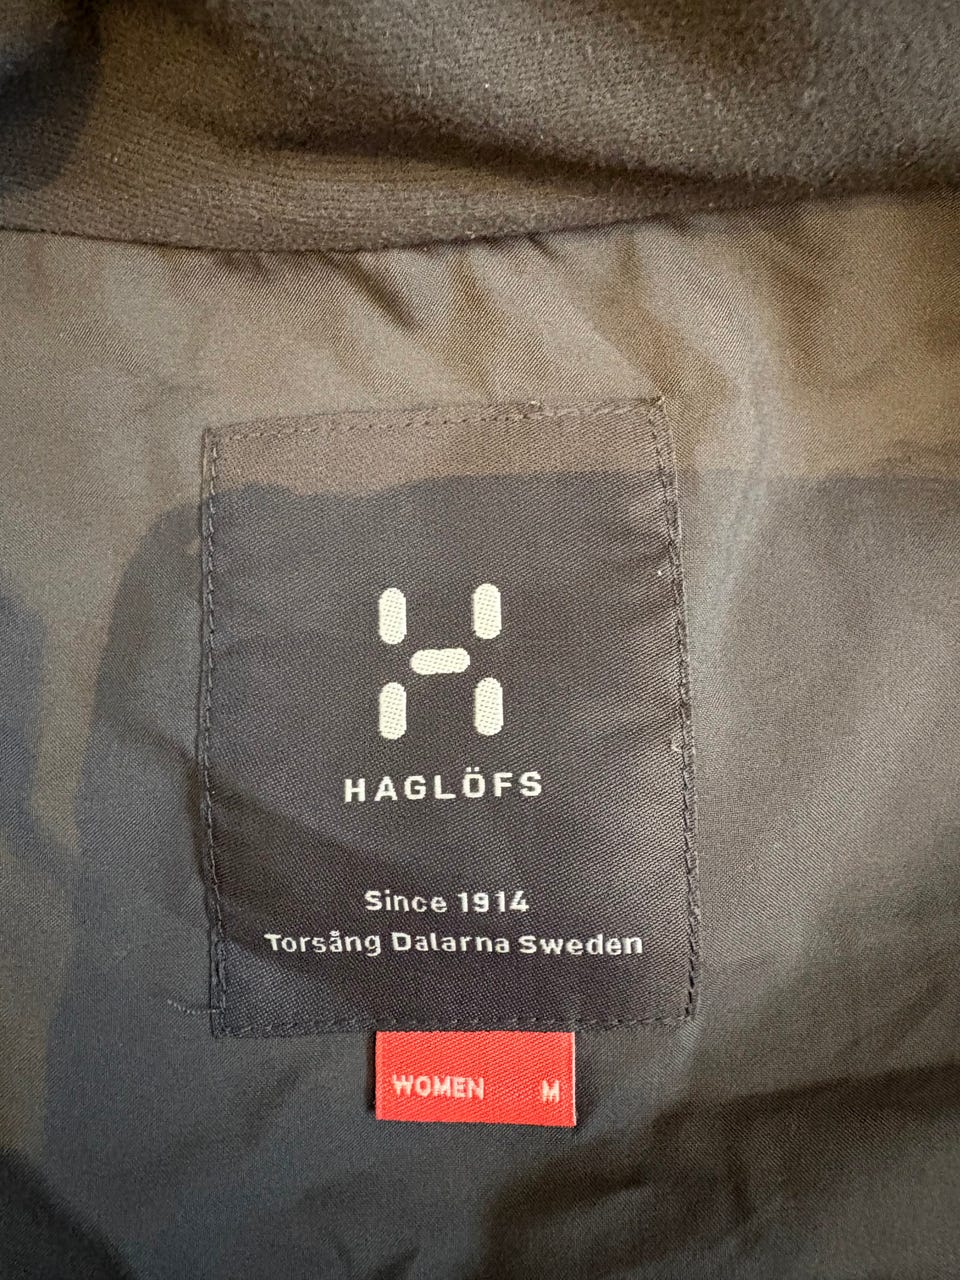 HAGLÖFS
Since 1914
Torsång Dalarna Sweden
WOMEN M